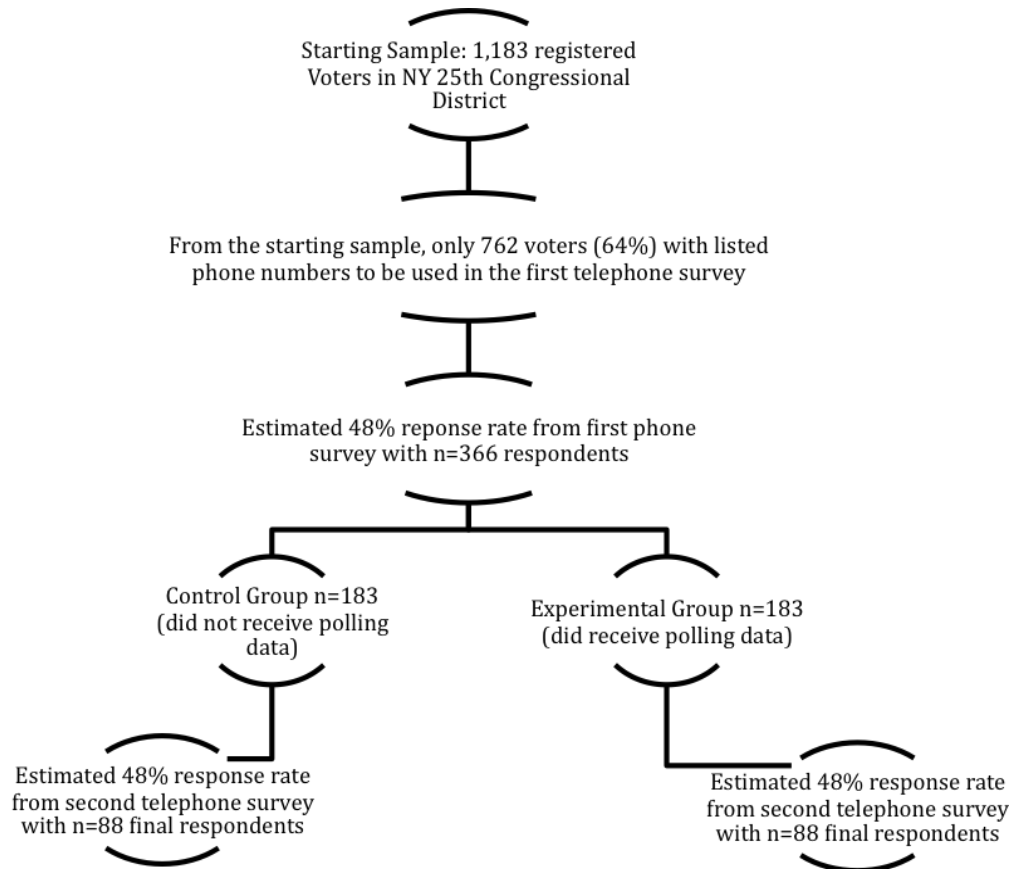 Starting Sample: 1,183 registered
Voters in NY 25th Congressional
District
From the starting sample, only 762 voters (64%) with listed
phone numbers to be used in the first telephone survey
Estimated 48% reponse rate from first phone
survey with n=366 respondents
Control Group n=183
(did not receive polling
data)
Experimental Group n=183
(did receive polling data)
Estimated 48% response rate
from second telephone survey
with n=88 final respondents
Estimated 48% response rate
from second telephone survey
with n=88 final respondents